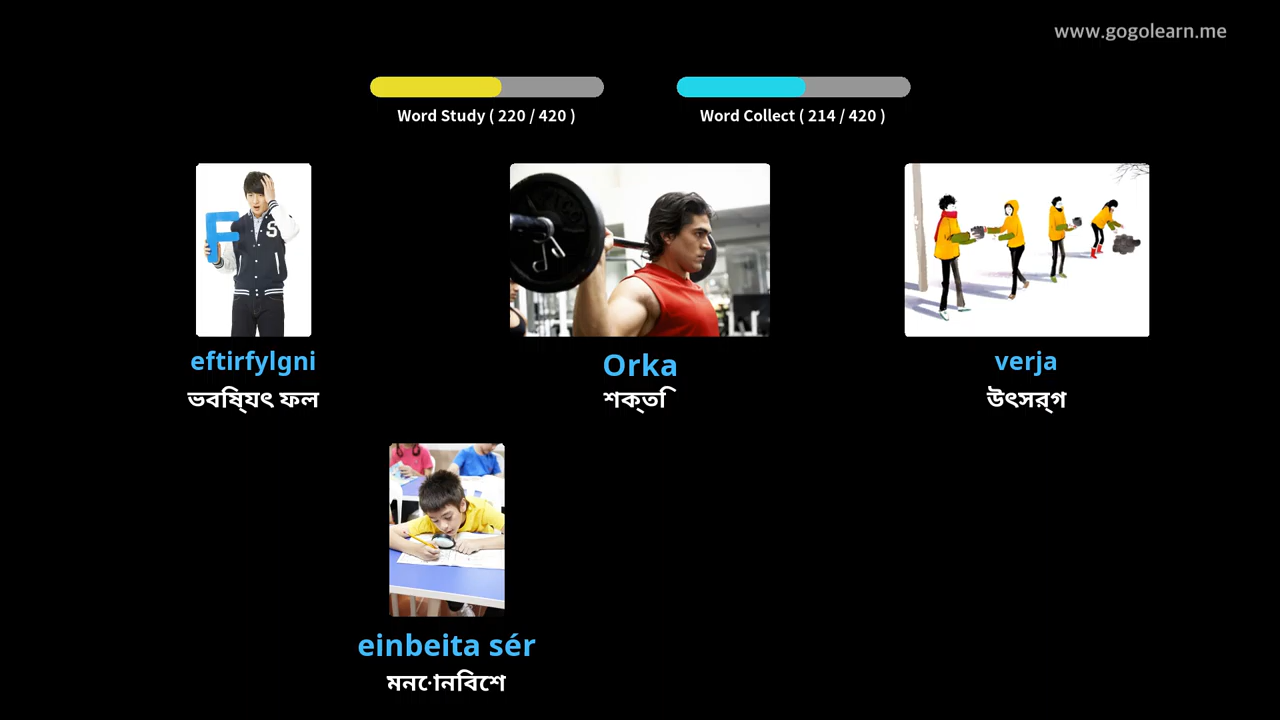 www.gogolearn.me
Word Study ( 220 / 420 )
Word Collect ( 214 / 420 )
F
S
eftirfylgni
Orka
verja
ভবিষ্যৎ ফল
শক্তি
উৎসর্গ
einbeita sér
মনোনিবেশ